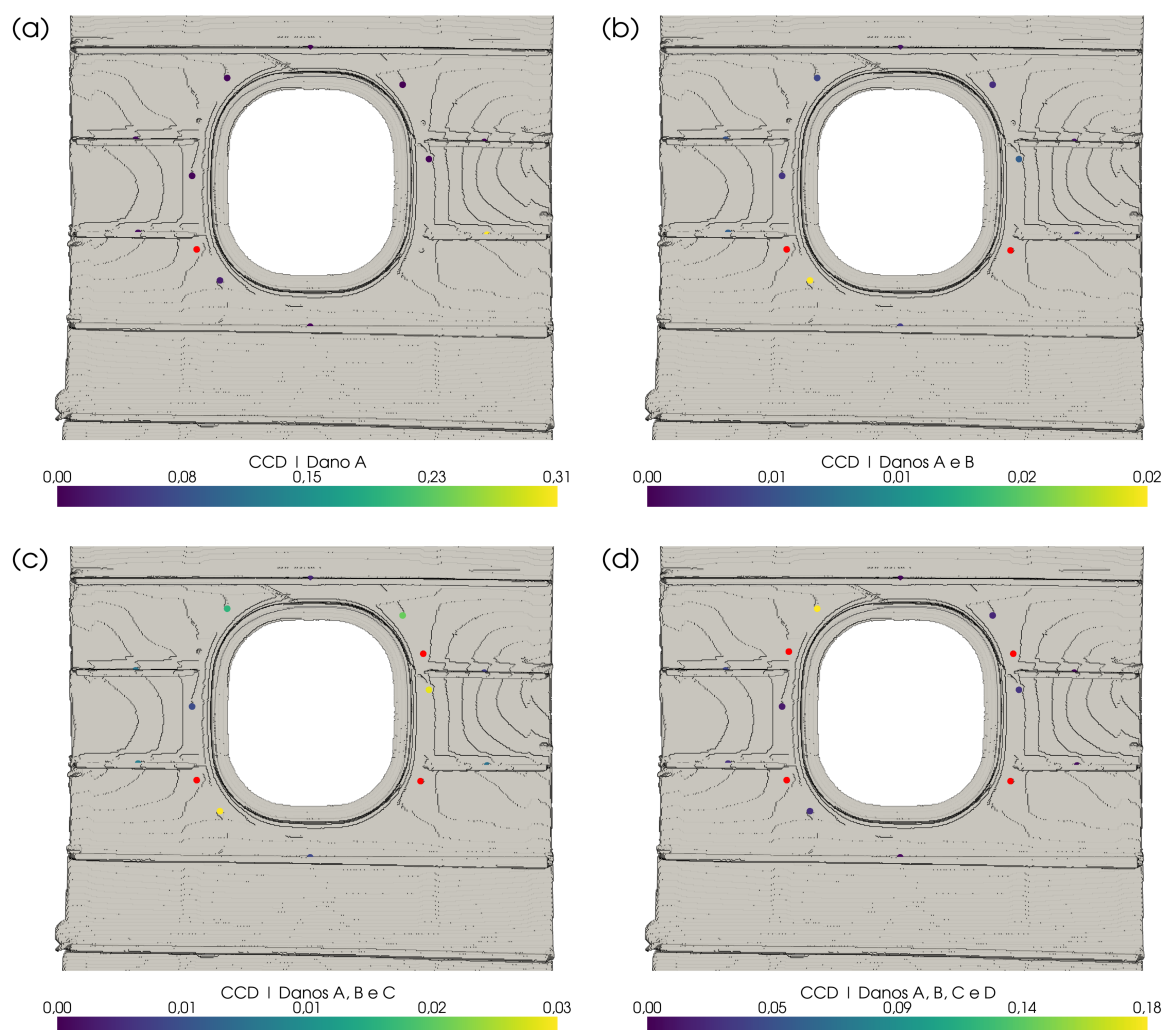 (a)
(b)
CCD | Dano A
0,00 0,08 0,15 0,23 0,31
CCD | Danos A e B
0,00 0,01 0,01 0,02 0,02
(c)
(d)
CCD | Danos A, B e C
0,00 0,01 0,01 0,02 0,03
CCD | Danos A, B, C e D
0,00 0,05 0,09 0,14 0,18